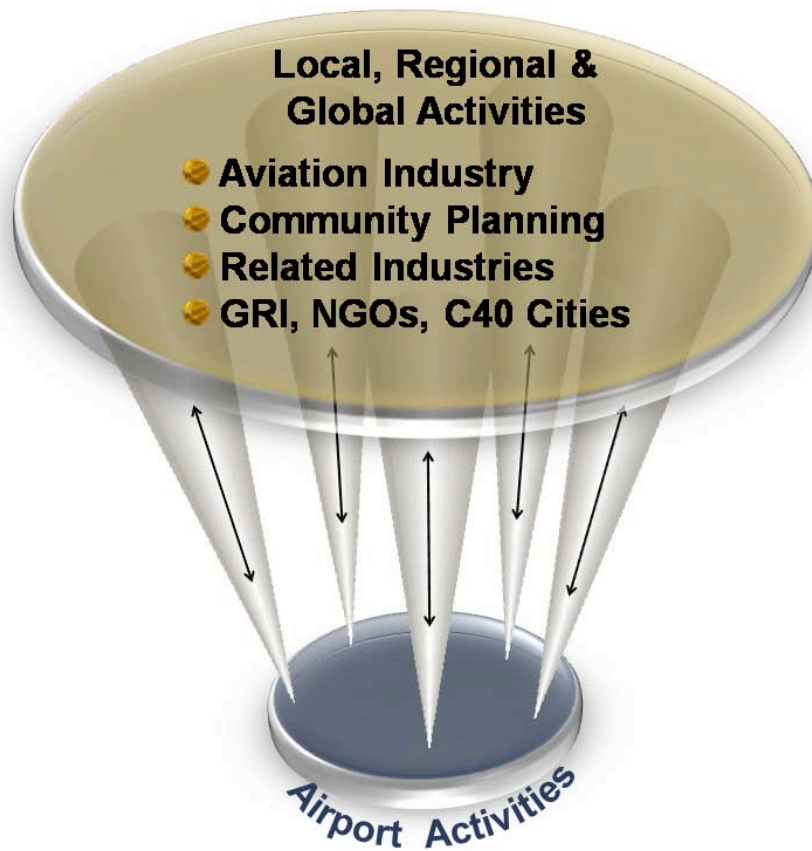 Local, Regional &
Global Activities
Aviation Industry
Community Planning
Related Industries
GRI, NGOs, C40 Cities
Airport Activities